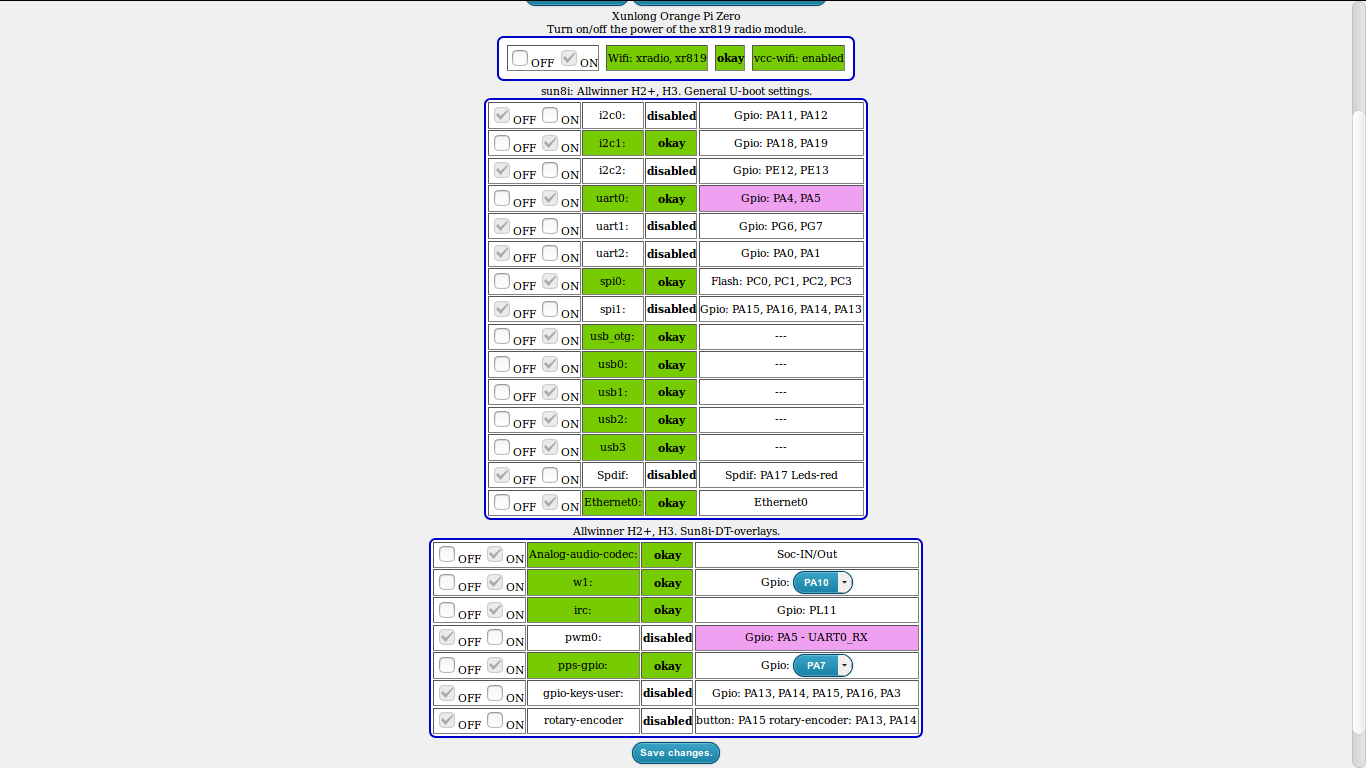 Xunlong Orange Pi Zero
Turn on/off the power of the xr819 radio module.
OFF ON Wifi: xradio, xr819 okay vcc-wifi: enabled
sun8i: Allwinner H2+, H3. General U-boot settings.
OFF ON i2c0: disabled Gpio: PA11, PA12
OFF ON i2c1: okay Gpio: PA18, PA19
OFF ON i2c2: disabled Gpio: PE12, PE13
OFF ON uart0: okay Gpio: PA4, PA5
OFF ON uart1: disabled Gpio: PG6, PG7
OFF ON uart2: disabled Gpio: PA0, PA1
OFF ON spi0: okay Flash: PC0, PC1, PC2, PC3
OFF ON spi1: disabled Gpio: PA15, PA16, PA14, PA13
OFF ON usb_otg: okay ---
OFF ON usb0: okay ---
OFF ON usb1: okay ---
OFF ON usb2: okay ---
OFF ON usb3 okay ---
OFF ON Spdif: disabled Spdif: PA17 Leds-red
OFF ON Ethernet0: okay Ethernet0
Allwinner H2+, H3. Sun8i-DT-overlays.
OFF ON Analog-audio-codec: okay Soc-IN/Out
OFF ON w1: okay Gpio: PA10
OFF ON irc: okay Gpio: PL11
OFF ON pwm0: disabled Gpio: PA5 - UART0_RX
OFF ON pps-gpio: okay Gpio: PA7
OFF ON gpio-keys-user: disabled Gpio: PA13, PA14, PA15, PA16, PA3
OFF ON rotary-encoder disabled button: PA15 rotary-encoder: PA13, PA14
Save changes.